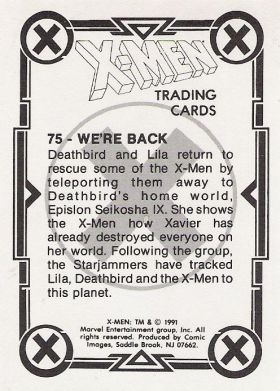 X-MEN
TRADING
CARDS
75 - WE'RE BACK
Deathbird and Lila return to
rescue some of the X-Men by
teleporting them away to
Deathbird's home world,
Epislon Seikosha IX. She shows
the X-Men how Xavier has
already destroyed everyone on
her world. Following the group,
the Starjammers have tracked
Lila, Deathbird and the X-Men to
this planet.
X-MEN: TM & © 1991
Marvel Entertainment group, Inc. All
rights reserved. Produced by Comic
Images, Saddle Brook, NJ 07662.